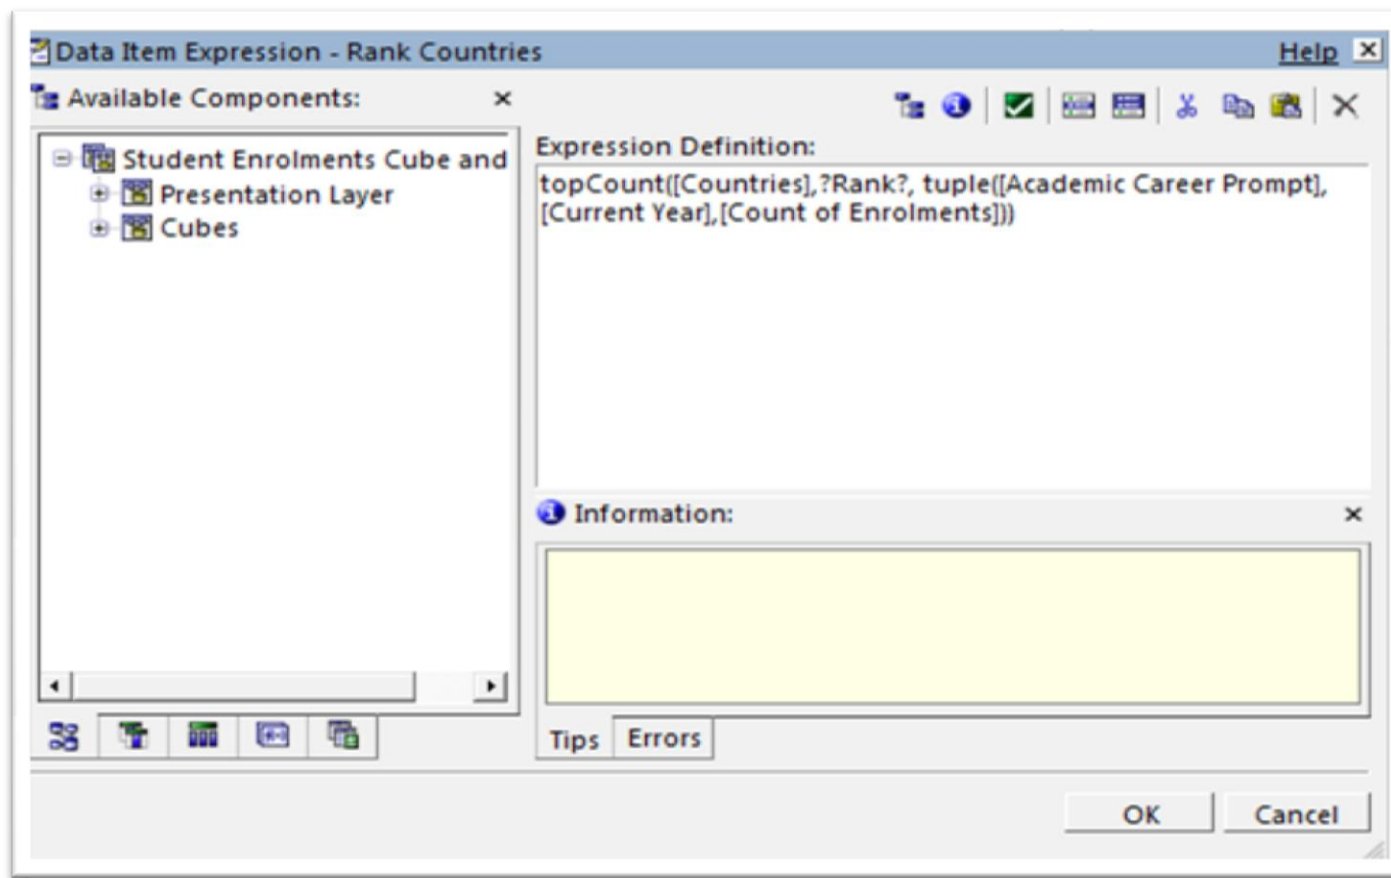 Data Item Expression - Rank Countries
Help
Available Components:
Student Enrolments Cube and
Presentation Layer
Cubes
Expression Definition:
topCount([Countries],?Rank?, tuple([Academic Career Prompt],
[Current Year],[Count of Enrolments]))
Information:
Tips
Errors
OK
Cancel